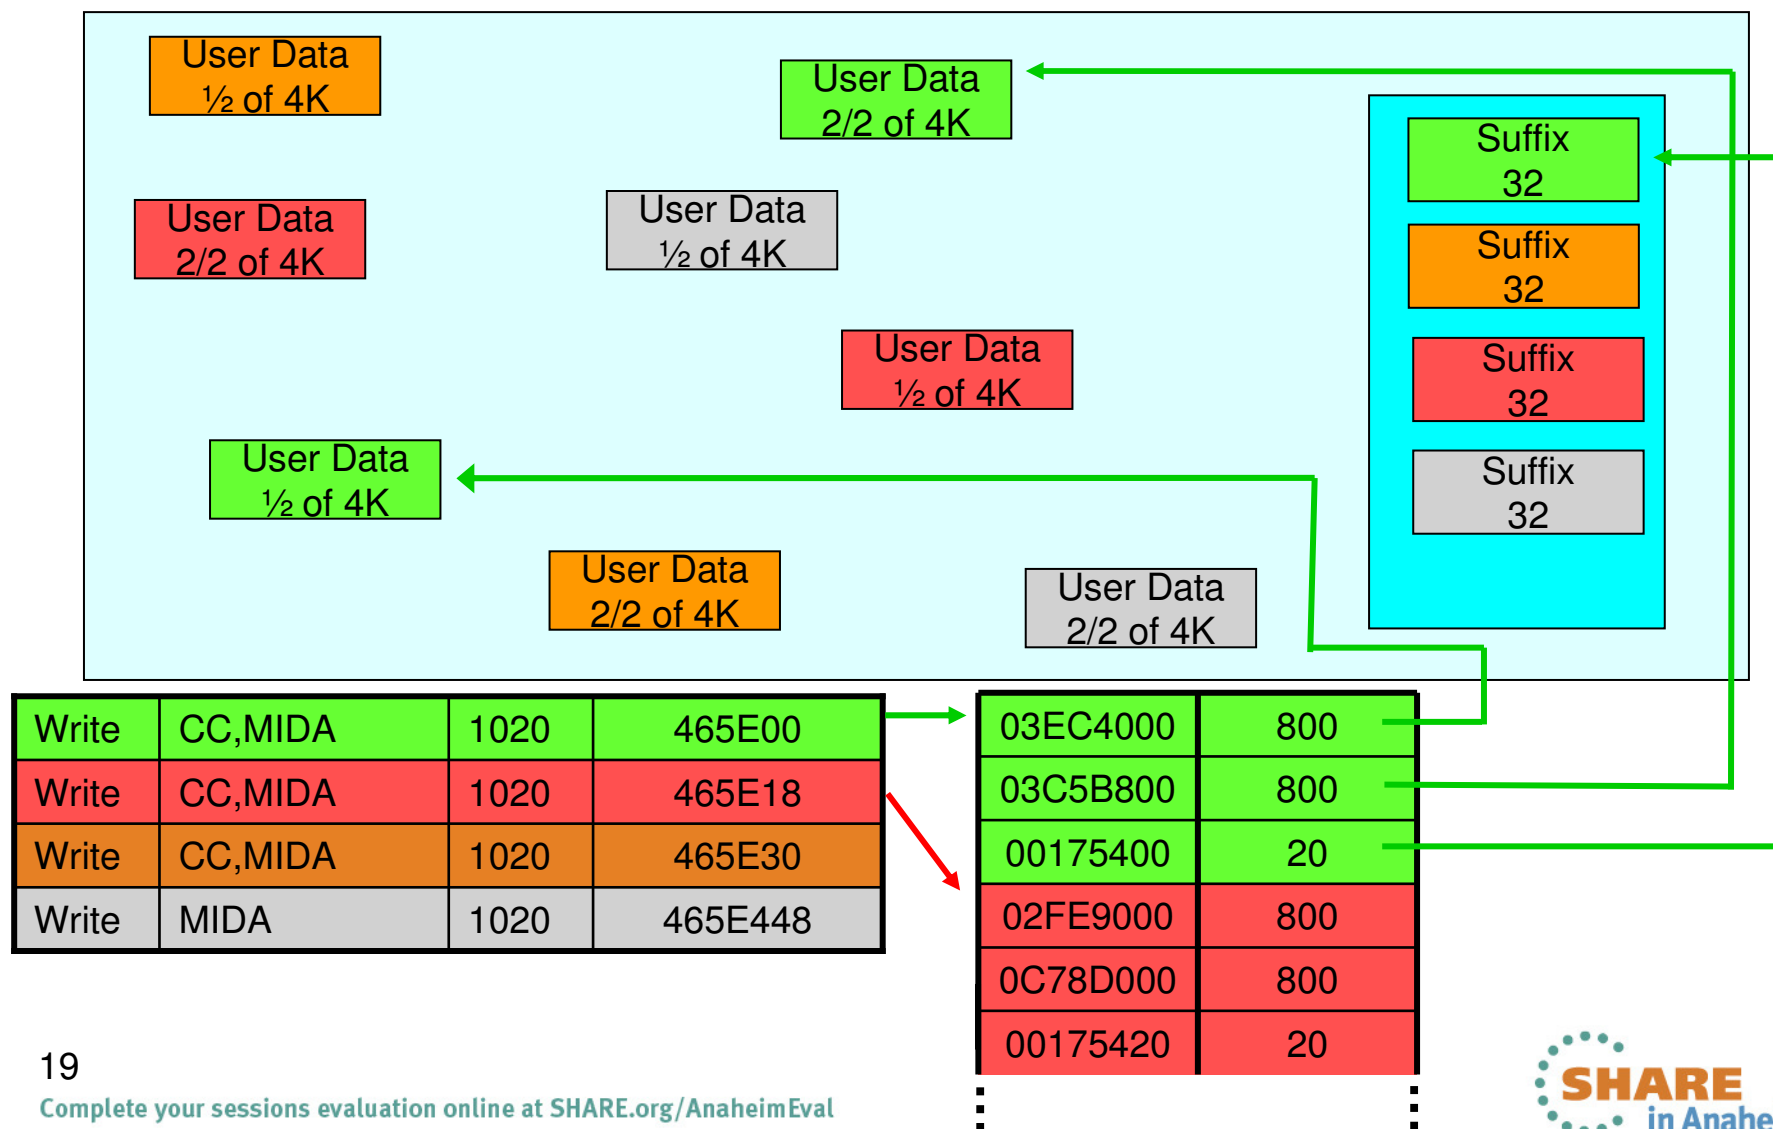 User Data
½ of 4K
User Data
2/2 of 4K
Suffix
32
User Data
2/2 of 4K
User Data
½ of 4K
Suffix
32
User Data
½ of 4K
Suffix
32
User Data
½ of 4K
Suffix
32
User Data
2/2 of 4K
User Data
2/2 of 4K
Write CC,MIDA 1020 465E00
Write CC,MIDA 1020 465E18
Write CC,MIDA 1020 465E30
Write MIDA 1020 465E448
03EC4000 800
03C5B800 800
00175400 20
02FE9000 800
0C78D000 800
00175420 20
19
Complete your sessions evaluation online at SHARE.org/AnaheimEval
SHARE
in Anahe